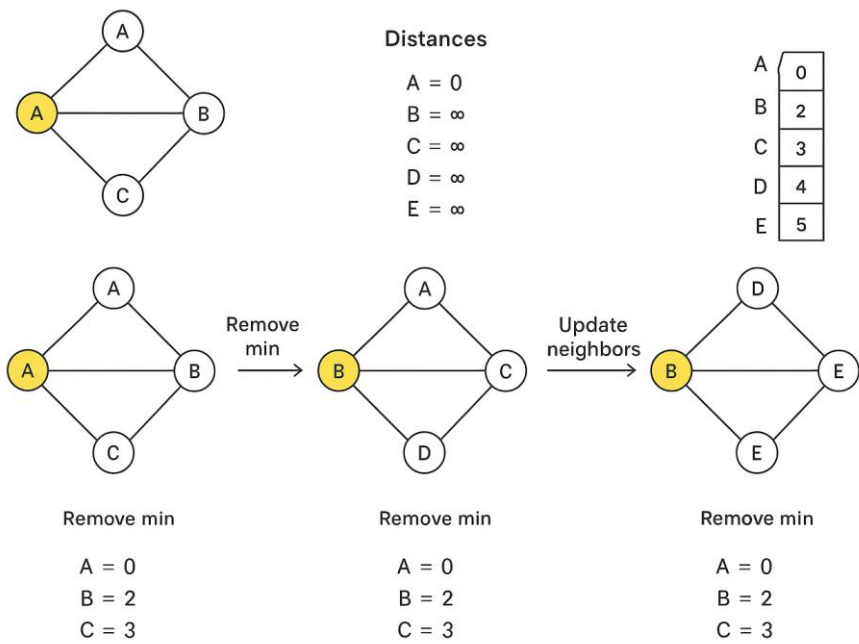 A
A
B
C
Distances
A = 0
B = ∞
C = ∞
D = ∞
E = ∞
A 0
B 2
C 3
D 4
E 5
A
A
B
C
Remove
min
A
B
C
D
Update
neighbors
D
B
E
E
Remove min
A = 0
B = 2
C = 3
Remove min
A = 0
B = 2
C = 3
Remove min
A = 0
B = 2
C = 3